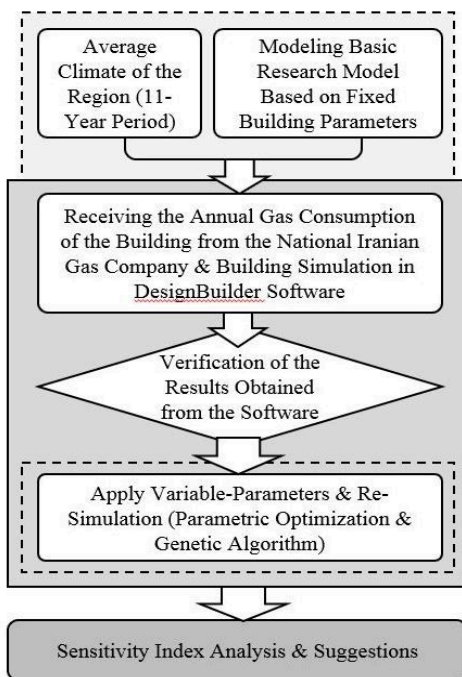 Average
Climate of the
Region (11-
Year Period)
Modeling Basic
Research Model
Based on Fixed
Building Parameters
Receiving the Annual Gas Consumption
of the Building from the National Iranian
Gas Company & Building Simulation in
DesignBuilder Software
Verification of the
Results Obtained
from the Software
Apply Variable-Parameters & Re-
Simulation (Parametric Optimization &
Genetic Algorithm)
Sensitivity Index Analysis & Suggestions